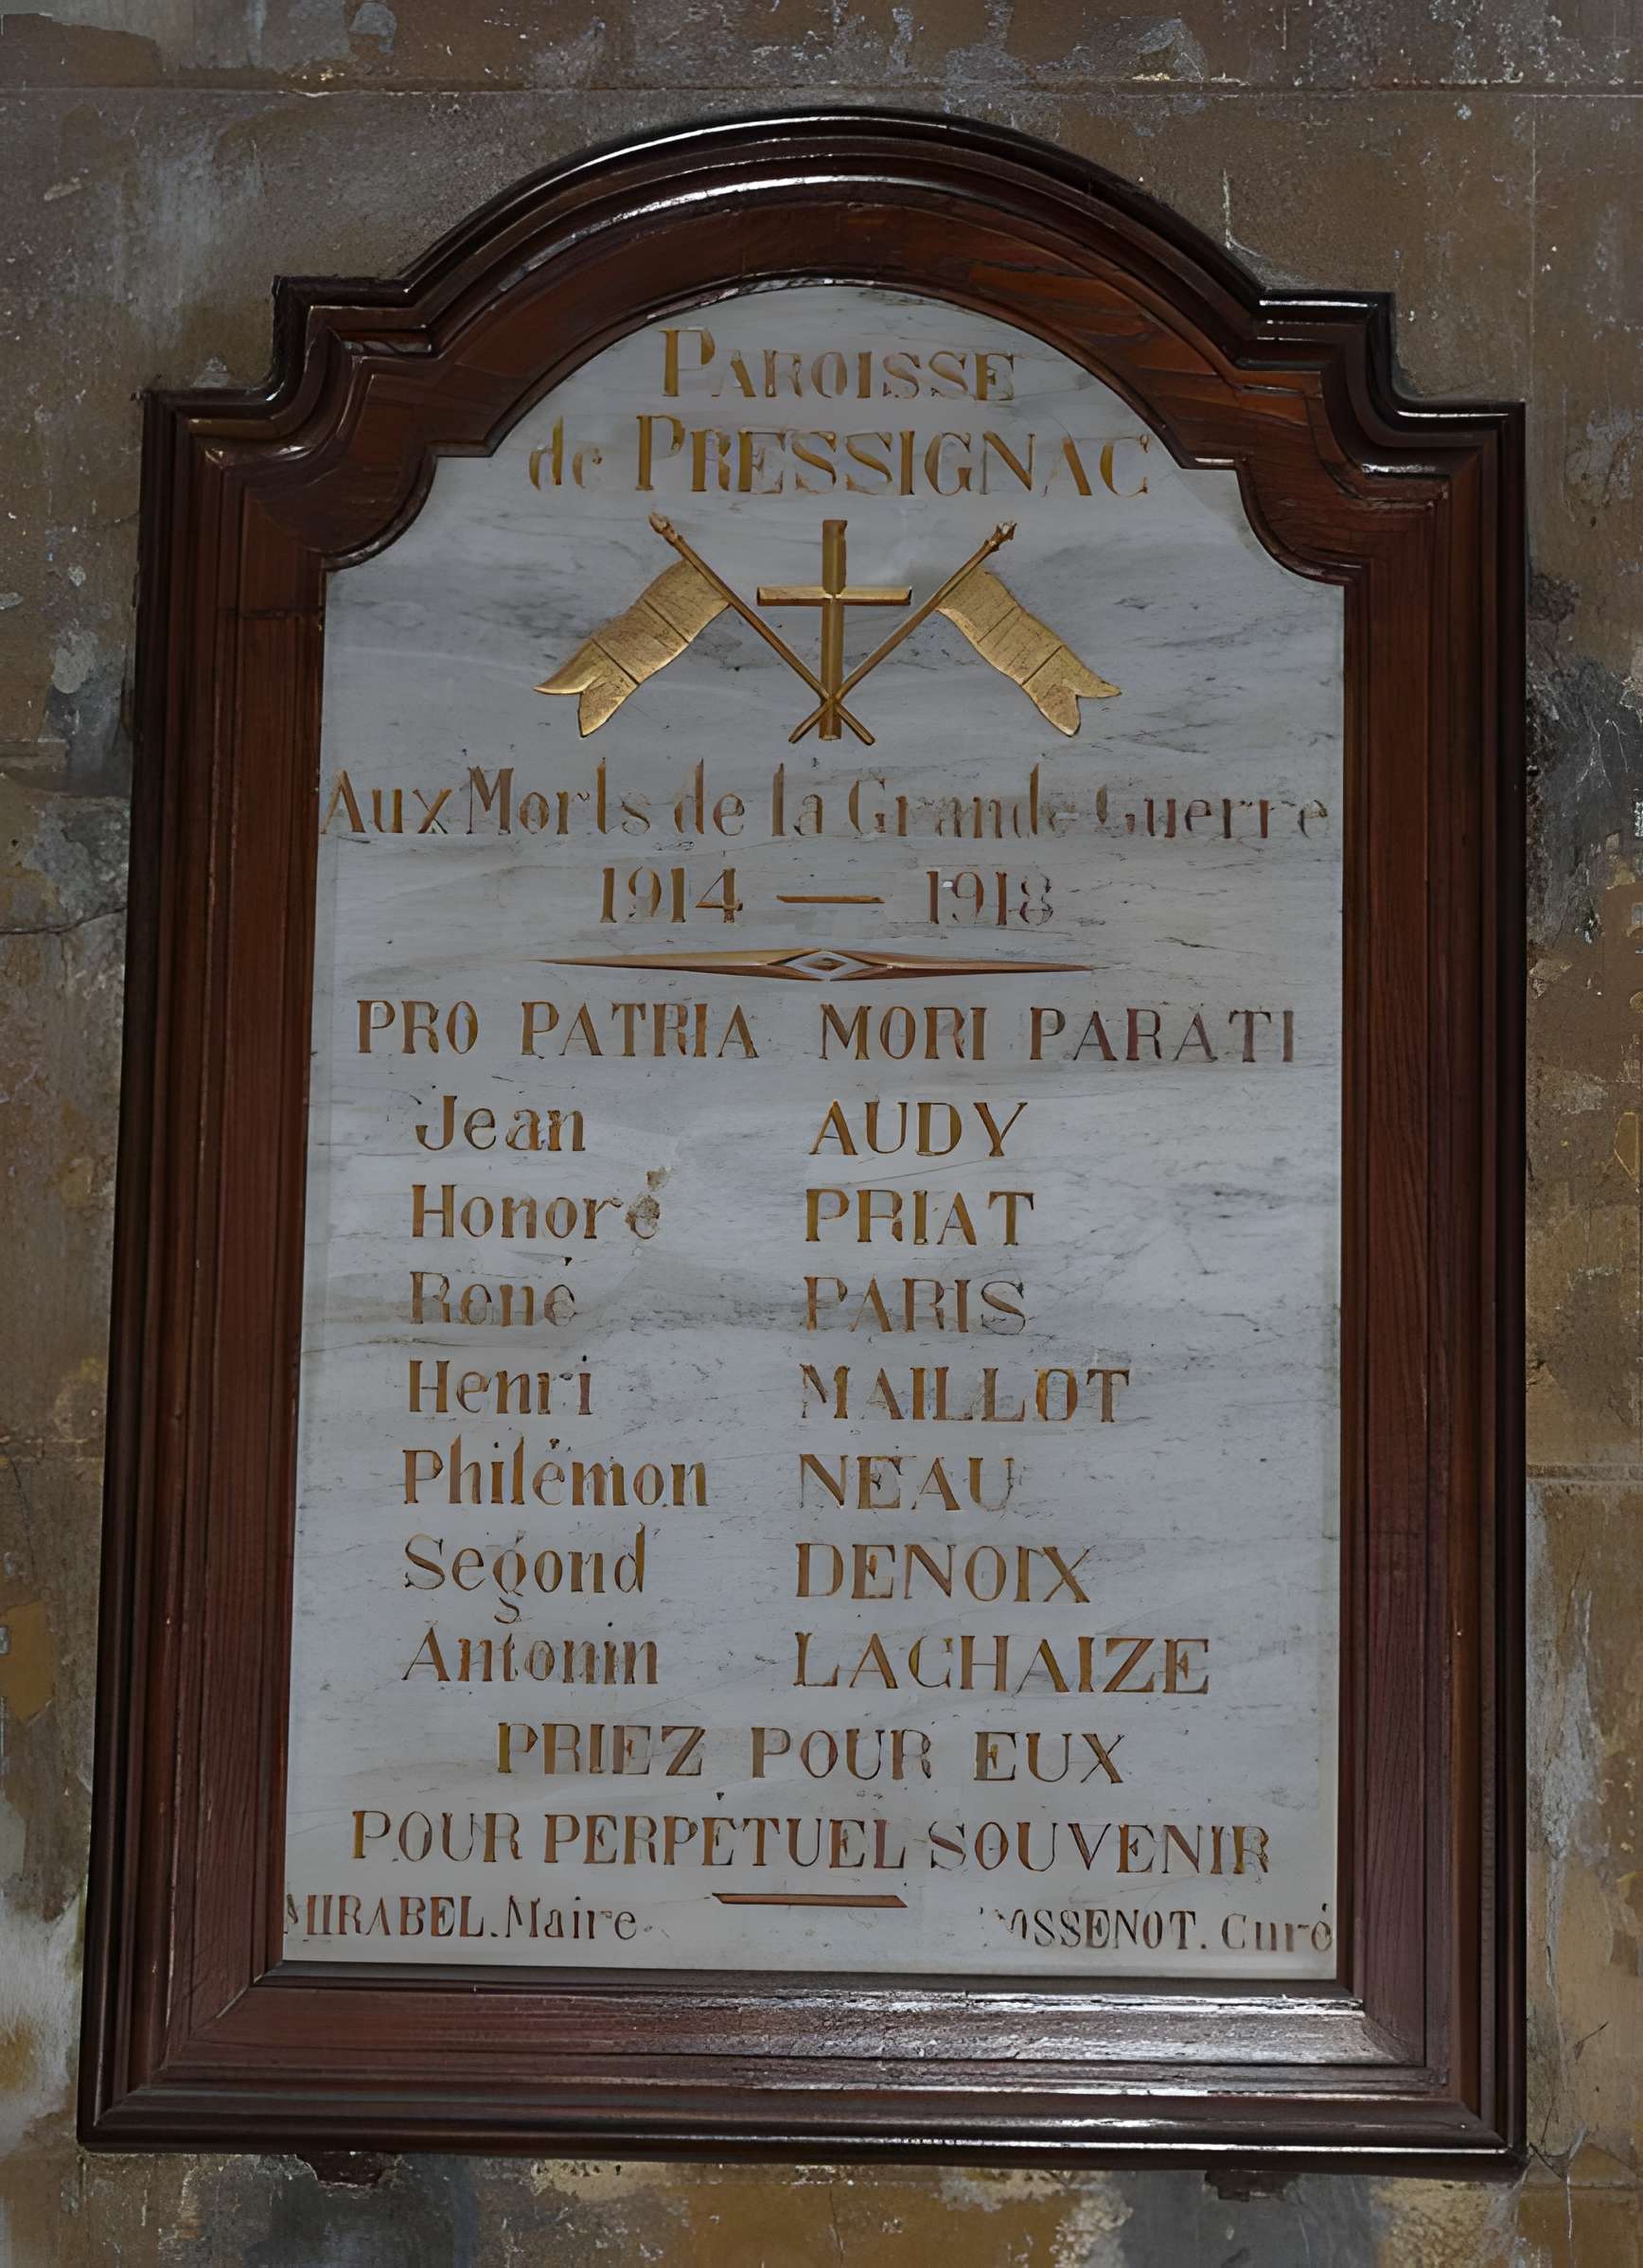 PAROISSE
de PRESSIGNAC
Aux Morts de la Grande Guerre
1914 — 1918
PRO PATRIA MORI PARATI
Jean AUDY
Honoré PRIAT
René PARIS
Henri MAILLOT
Philémon NEAU
Segond DENOIX
Antonin LACHAIZE
PRIEZ POUR EUX
POUR PERPÉTUEL SOUVENIR
MIRABEL. Maire Curé